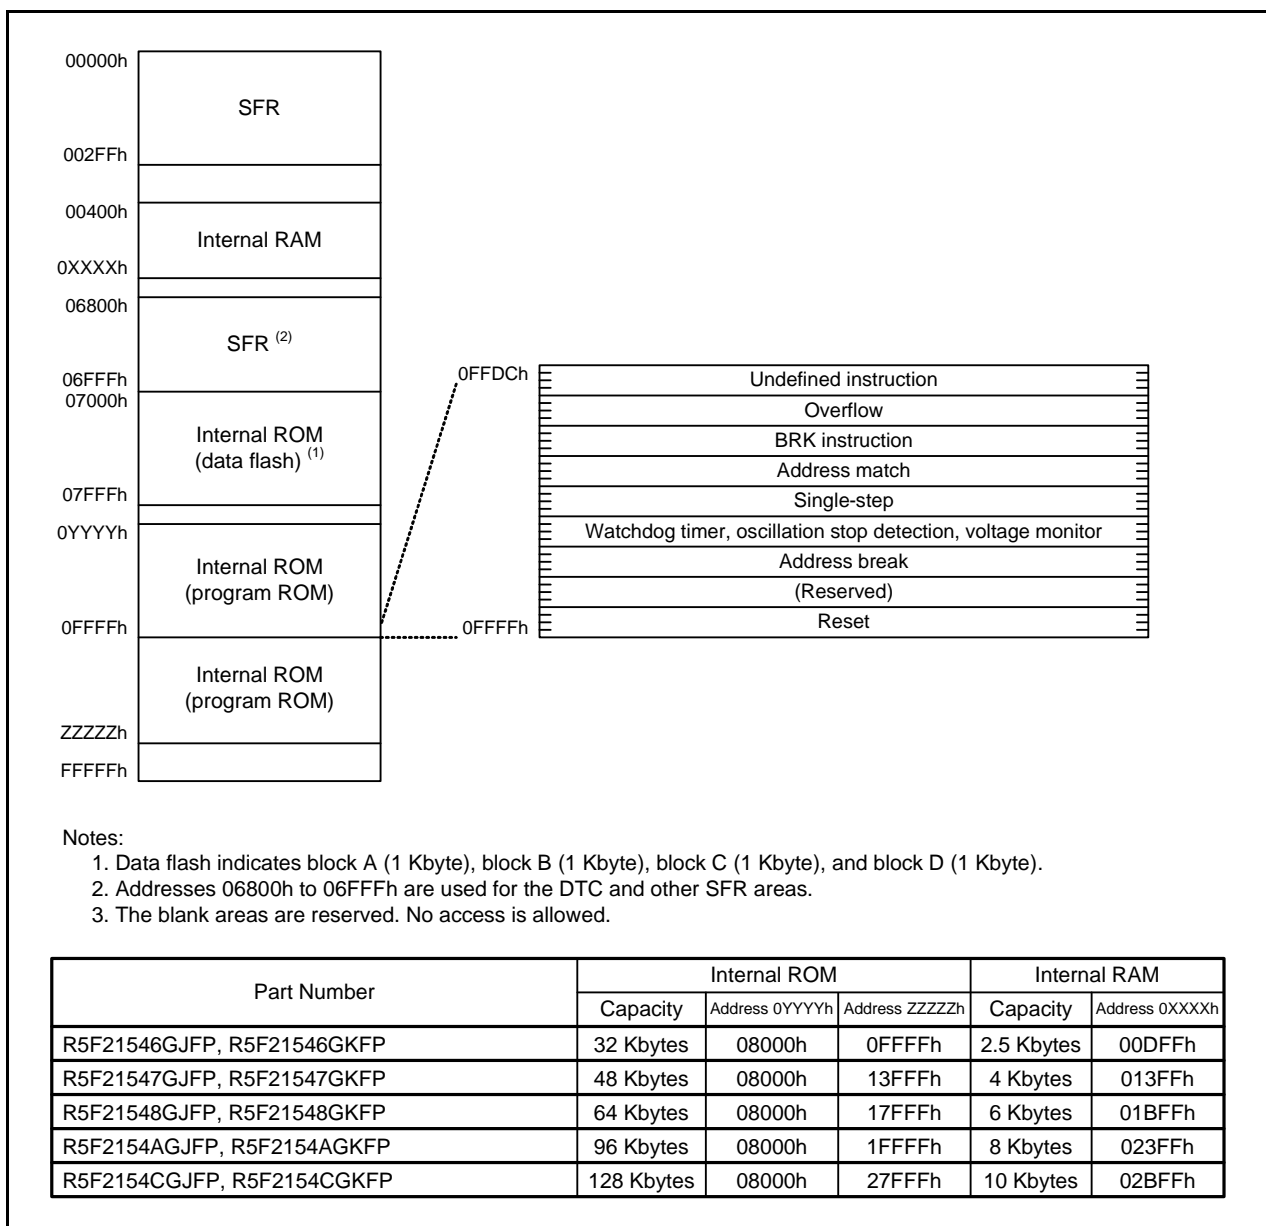 00000h
SFR
002FFh
00400h
Internal RAM
0XXXXh
06800h
SFR (2)
06FFFh
07000h
Internal ROM
(data flash) (1)
07FFFh
0YYYYh
Internal ROM
(program ROM)
0FFFFh
Internal ROM
(program ROM)
ZZZZZh
FFFFFh
0FFDCh
Undefined instruction
Overflow
BRK instruction
Address match
Single-step
Watchdog timer, oscillation stop detection, voltage monitor
Address break
(Reserved)
0FFFFh
Reset
Notes:
1. Data flash indicates block A (1 Kbyte), block B (1 Kbyte), block C (1 Kbyte), and block D (1 Kbyte).
2. Addresses 06800h to 06FFFh are used for the DTC and other SFR areas.
3. The blank areas are reserved. No access is allowed.
Part Number Internal ROM Internal RAM
Capacity Address 0YYYYh Address ZZZZZh Capacity Address 0XXXXh
R5F21546GJFP, R5F21546GKFP 32 Kbytes 08000h 0FFFFh 2.5 Kbytes 00DFFh
R5F21547GJFP, R5F21547GKFP 48 Kbytes 08000h 13FFFh 4 Kbytes 013FFh
R5F21548GJFP, R5F21548GKFP 64 Kbytes 08000h 17FFFh 6 Kbytes 01BFFh
R5F2154AGJFP, R5F2154AGKFP 96 Kbytes 08000h 1FFFFh 8 Kbytes 023FFh
R5F2154CGJFP, R5F2154CGKFP 128 Kbytes 08000h 27FFFh 10 Kbytes 02BFFh